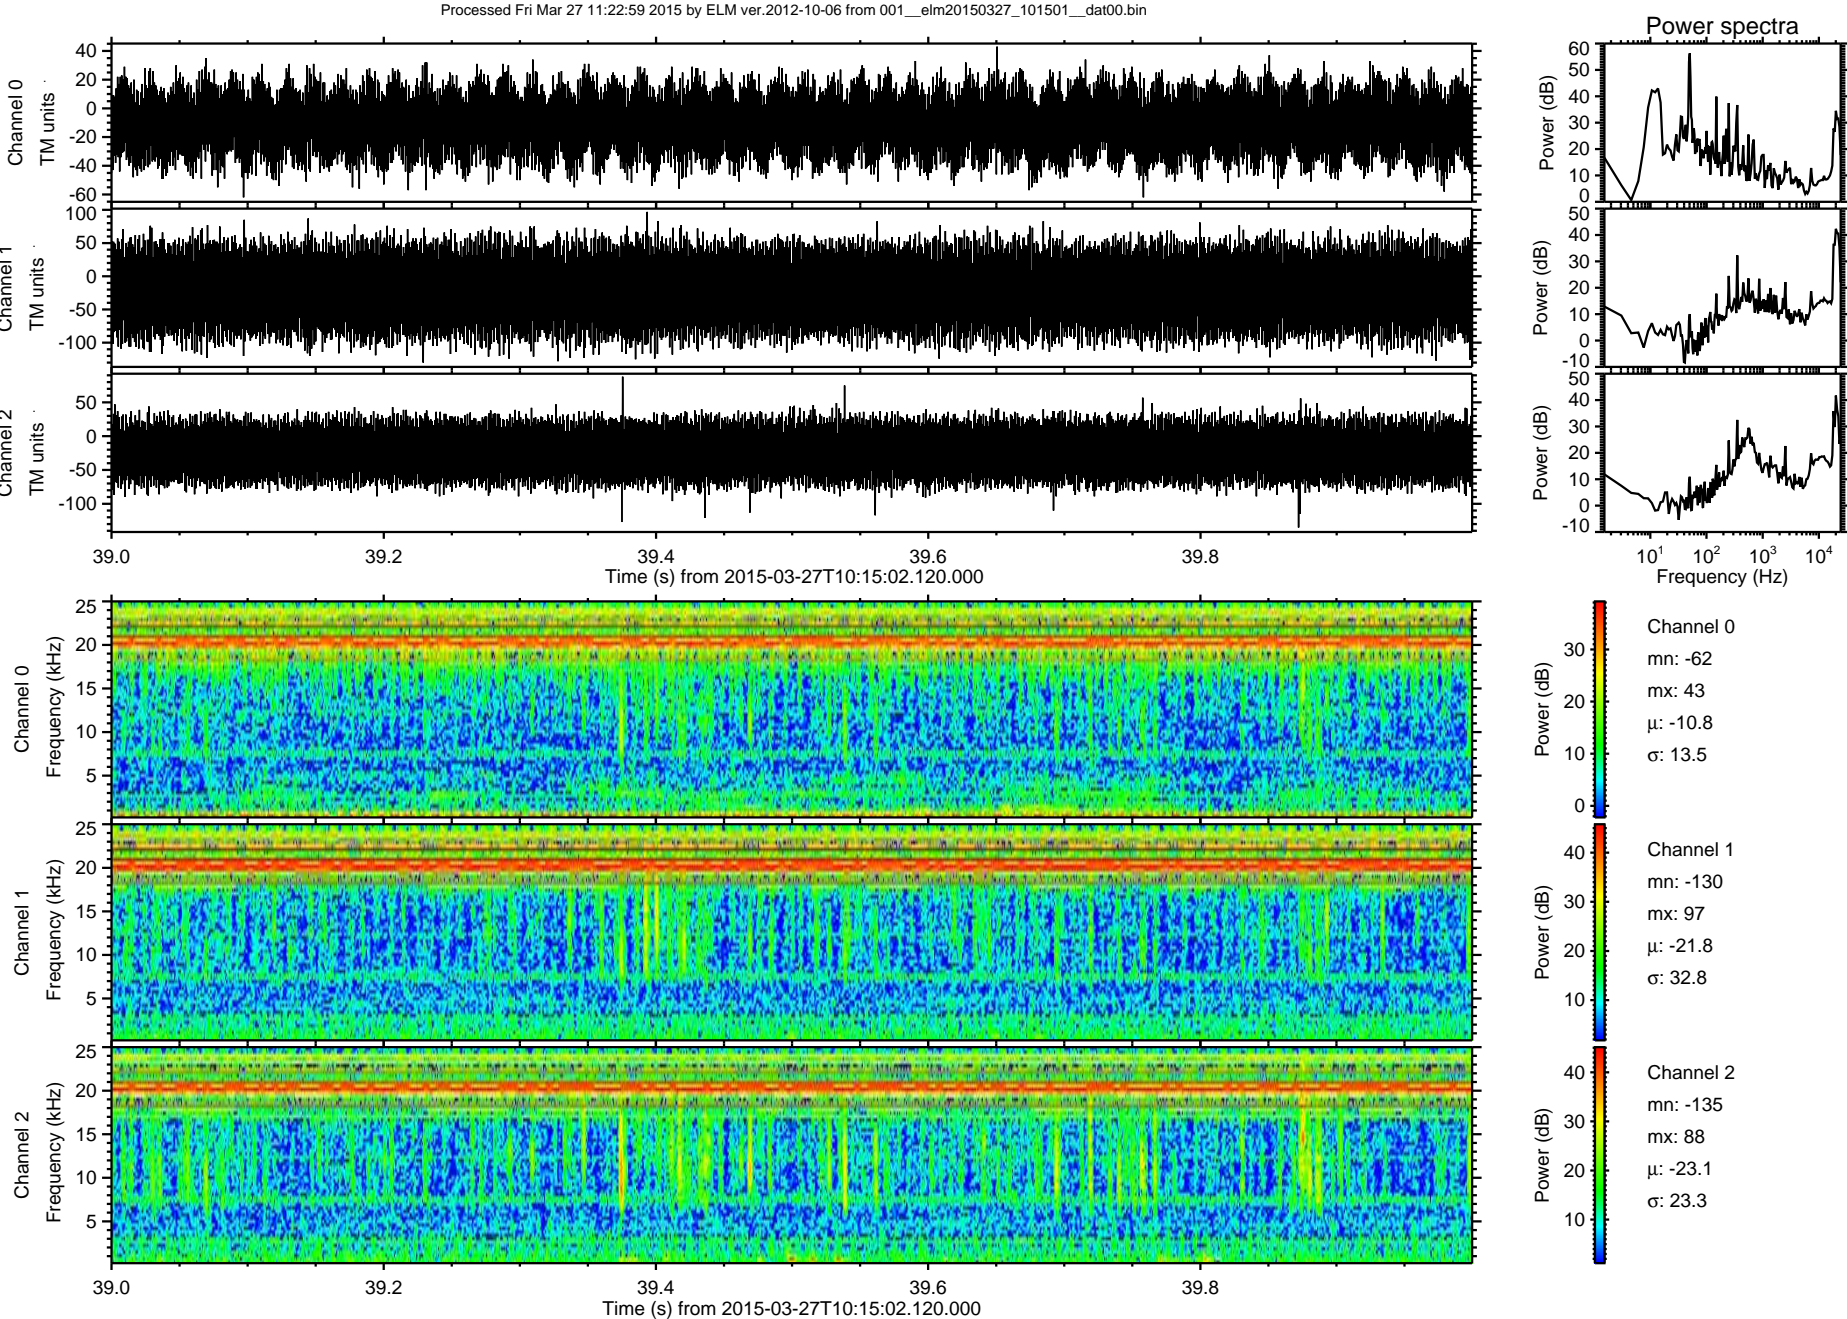 Processed Fri Mar 27 11:22:59 2015 by ELM ver.2012-10-06 from 001__elm20150327_101501__dat00.bin
Power spectra
Channel 0
TM units
40
20
0
-20
-40
-60
Power (dB)
60
50
40
30
20
10
0
Channel 1
TM units
100
50
0
-50
-100
Power (dB)
50
40
30
20
10
0
-10
Channel 2
TM units
50
0
-50
-100
Power (dB)
50
40
30
20
10
0
-10
39.0 39.2 39.4 39.6 39.8
Time (s) from 2015-03-27T10:15:02.120.000
10¹ 10² 10³ 10⁴
Frequency (Hz)
Channel 0
Frequency (kHz)
25
20
15
10
5
Power (dB)
30
20
10
0
Channel 0
mn: -62
mx: 43
μ: -10.8
σ: 13.5
Channel 1
Frequency (kHz)
25
20
15
10
5
Power (dB)
40
30
20
10
Channel 1
mn: -130
mx: 97
μ: -21.8
σ: 32.8
Channel 2
Frequency (kHz)
25
20
15
10
5
Power (dB)
40
30
20
10
Channel 2
mn: -135
mx: 88
μ: -23.1
σ: 23.3
39.0 39.2 39.4 39.6 39.8
Time (s) from 2015-03-27T10:15:02.120.000